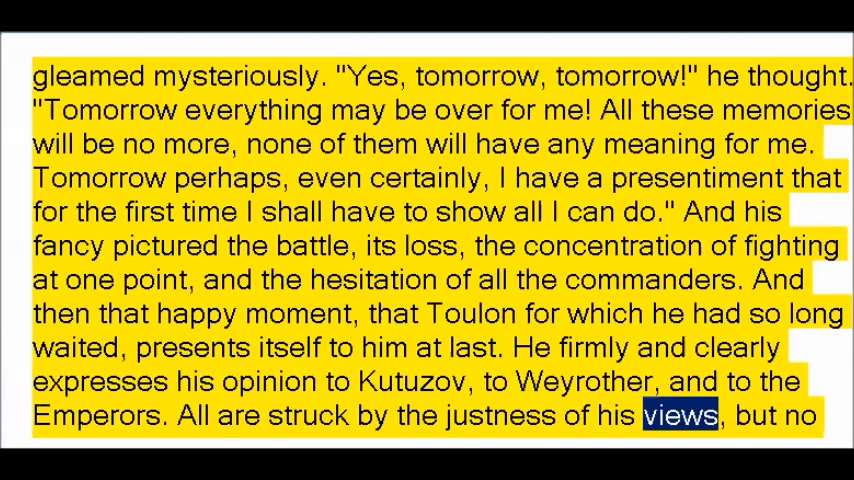 gleamed mysteriously. "Yes, tomorrow, tomorrow!" he thought.
"Tomorrow everything may be over for me! All these memories
will be no more, none of them will have any meaning for me.
Tomorrow perhaps, even certainly, I have a presentiment that
for the first time I shall have to show all I can do." And his
fancy pictured the battle, its loss, the concentration of fighting
at one point, and the hesitation of all the commanders. And
then that happy moment, that Toulon for which he had so long
waited, presents itself to him at last. He firmly and clearly
expresses his opinion to Kutuzov, to Weyrother, and to the
Emperors. All are struck by the justness of his views, but no